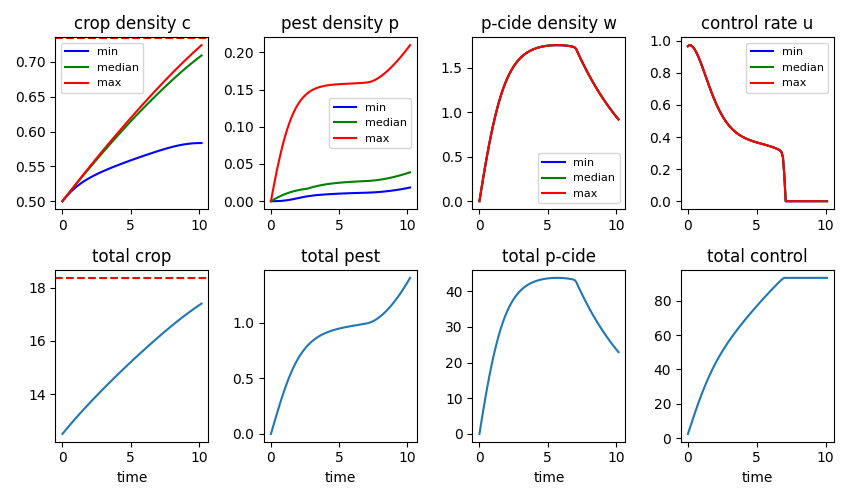 crop density c
pest density p
p-cide density w
control rate u
0.70
0.65
0.60
0.55
0.50
0
5
10
min
median
max
0.20
0.15
0.10
0.05
0.00
0
5
10
min
median
max
1.5
1.0
0.5
0.0
0
5
10
min
median
max
1.0
0.8
0.6
0.4
0.2
0.0
0
5
10
min
median
max
total crop
total pest
total p-cide
total control
18
16
14
0
5
10
time
1.0
0.5
0.0
0
5
10
time
40
30
20
10
0
0
5
10
time
80
60
40
20
0
0
5
10
time